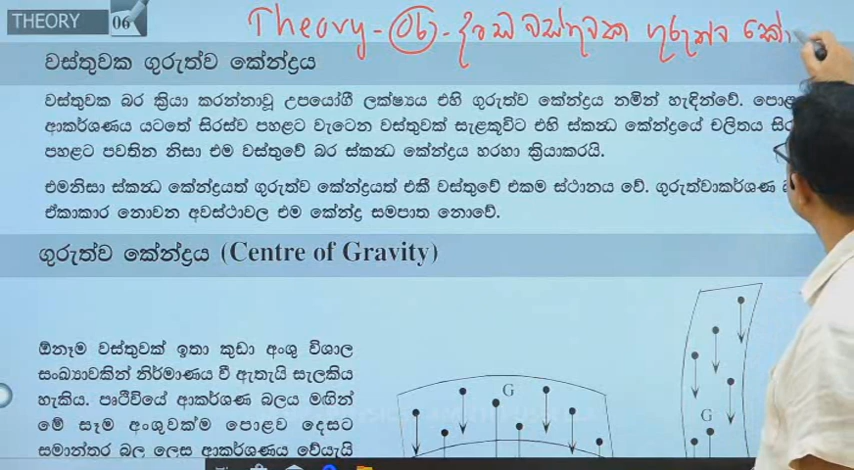 THEORY 06
Theory - 06 - දෘඪ වස්තුවක ගුරුත්ව
වස්තුවක ගුරුත්ව කේන්ද්‍රය
වස්තුවක බර ක්‍රියා කරන්නාවූ උපයෝගී ලක්ෂ්‍යය එහි ගුරුත්ව කේන්ද්‍රය නමින් හැඳින්වේ.
ආකර්ශණය යටතේ සිරස්ව පහළට වැටෙන වස්තුවක් සැළකූවිට එහි ස්කන්ධ කේන්ද්‍රයේ චලිතය
පහළට පවතින නිසා එම වස්තුවේ බර ස්කන්ධ කේන්ද්‍රය හරහා ක්‍රියාකරයි.
එමනිසා ස්කන්ධ කේන්ද්‍රයත් ගුරුත්ව කේන්ද්‍රයත් එකී වස්තුවේ එකම ස්ථානය වේ. ගුරුත්වාකර්ශණ
ඒකාකාර නොවන අවස්ථාවල එම කේන්ද්‍ර සමපාත නොවේ.
ගුරුත්ව කේන්ද්‍රය (Centre of Gravity)
ඕනෑම වස්තුවක් ඉතා කුඩා අංශු විශාල
සංඛ්‍යාවකින් නිර්මාණය වී ඇතැයි සැලකිය
හැකිය. පෘථිවියේ ආකර්ශණ බලය මඟින්
මේ සෑම අංශුවක්ම පොළව දෙසට
සමාන්තර බල ලෙස ආකර්ශණය වේයැයි
G
G